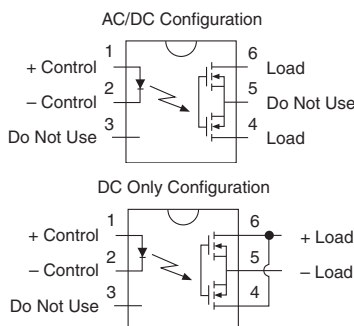 AC/DC Configuration
1
6
+ Control
Load
2
5
– Control
Do Not Use
3
4
Do Not Use
Load
DC Only Configuration
1
6
+ Control
+ Load
2
5
– Control
– Load
3
4
Do Not Use